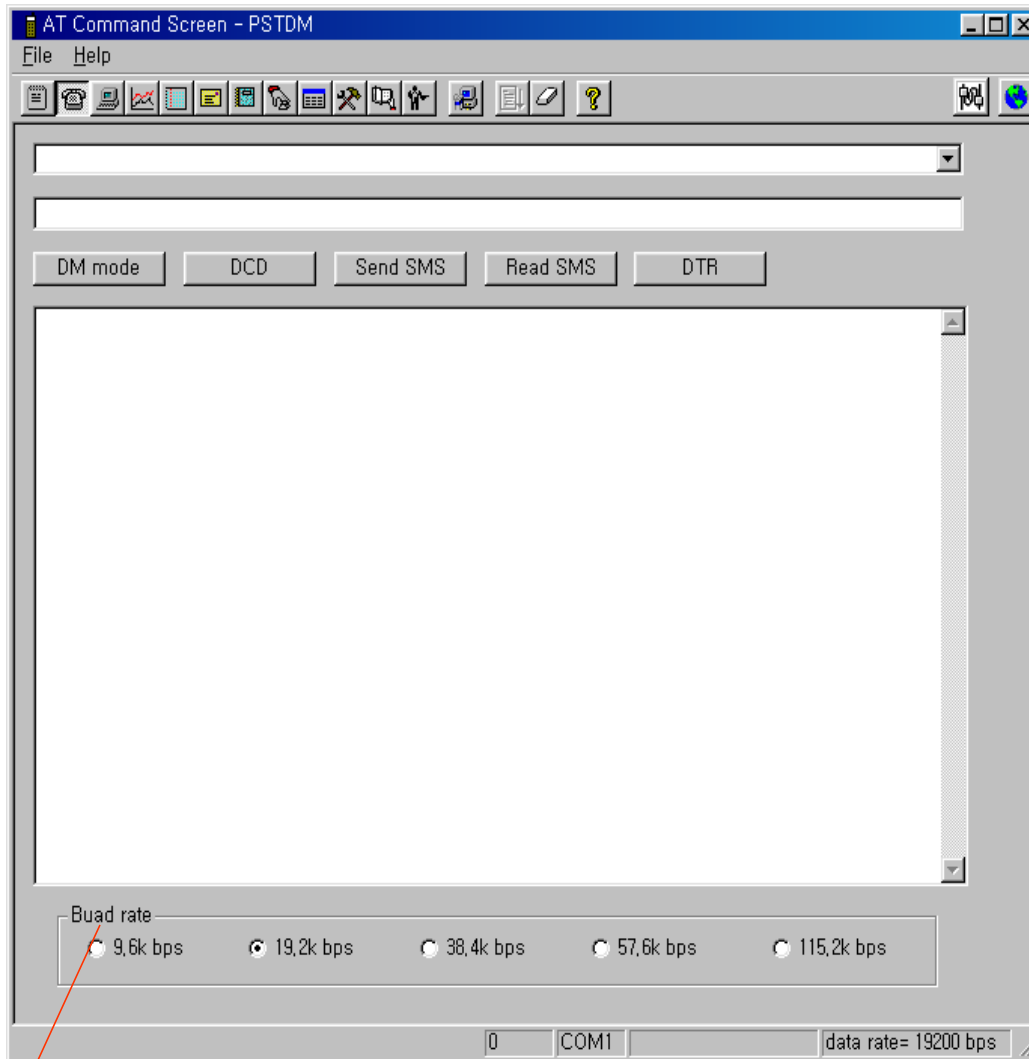 AT Command Screen - PSTDM
File Help
DM mode DCD Send SMS Read SMS DTR
Buad rate
9,6k bps 19,2k bps 38,4k bps 57,6k bps 115,2k bps
0 COM1 data rate= 19200 bps